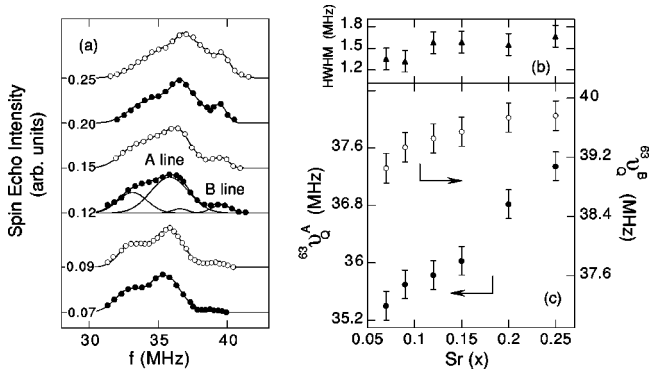 (a)
Spin Echo Intensity
(arb. units)
0.25
0.20
0.15
A line
B line
0.12
0.09
0.07
30 35 40
f (MHz)
HWHM (MHz)
1.8
1.5
1.2
(b)
63νQA (MHz)
37.6
36.8
36
35.2
40
39.2
38.4
37.6
63νQB (MHz)
(c)
0.05 0.1 0.15 0.2 0.25
Sr (x)